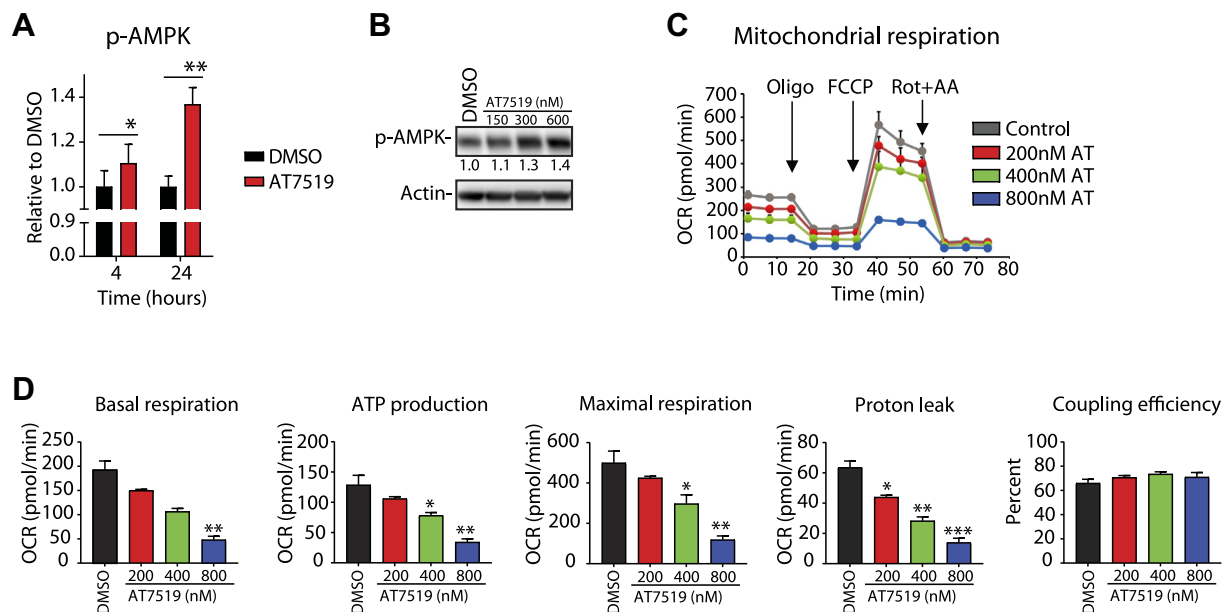 A
p-AMPK
Relative to DMSO
1.4
1.2
1.0
0.9
0.0
*
**
4
24
Time (hours)
DMSO
AT7519
B
DMSO
AT7519 (nM)
150 300 600
p-AMPK-
1.0 1.1 1.3 1.4
Actin-
C
Mitochondrial respiration
Oligo
FCCP
Rot+AA
OCR (pmol/min)
700
600
500
400
300
200
100
0
0 10 20 30 40 50 60 70 80
Time (min)
Control
200nM AT
400nM AT
800nM AT
D
Basal respiration
OCR (pmol/min)
250
200
150
100
50
0
**
DMSO
200 400 800
AT7519 (nM)
ATP production
OCR (pmol/min)
200
150
100
50
0
*
**
DMSO
200 400 800
AT7519 (nM)
Maximal respiration
OCR (pmol/min)
600
400
200
0
*
**
DMSO
200 400 800
AT7519 (nM)
Proton leak
OCR (pmol/min)
80
60
40
20
0
*
**
***
DMSO
200 400 800
AT7519 (nM)
Coupling efficiency
Percent
100
80
60
40
20
0
DMSO
200 400 800
AT7519 (nM)